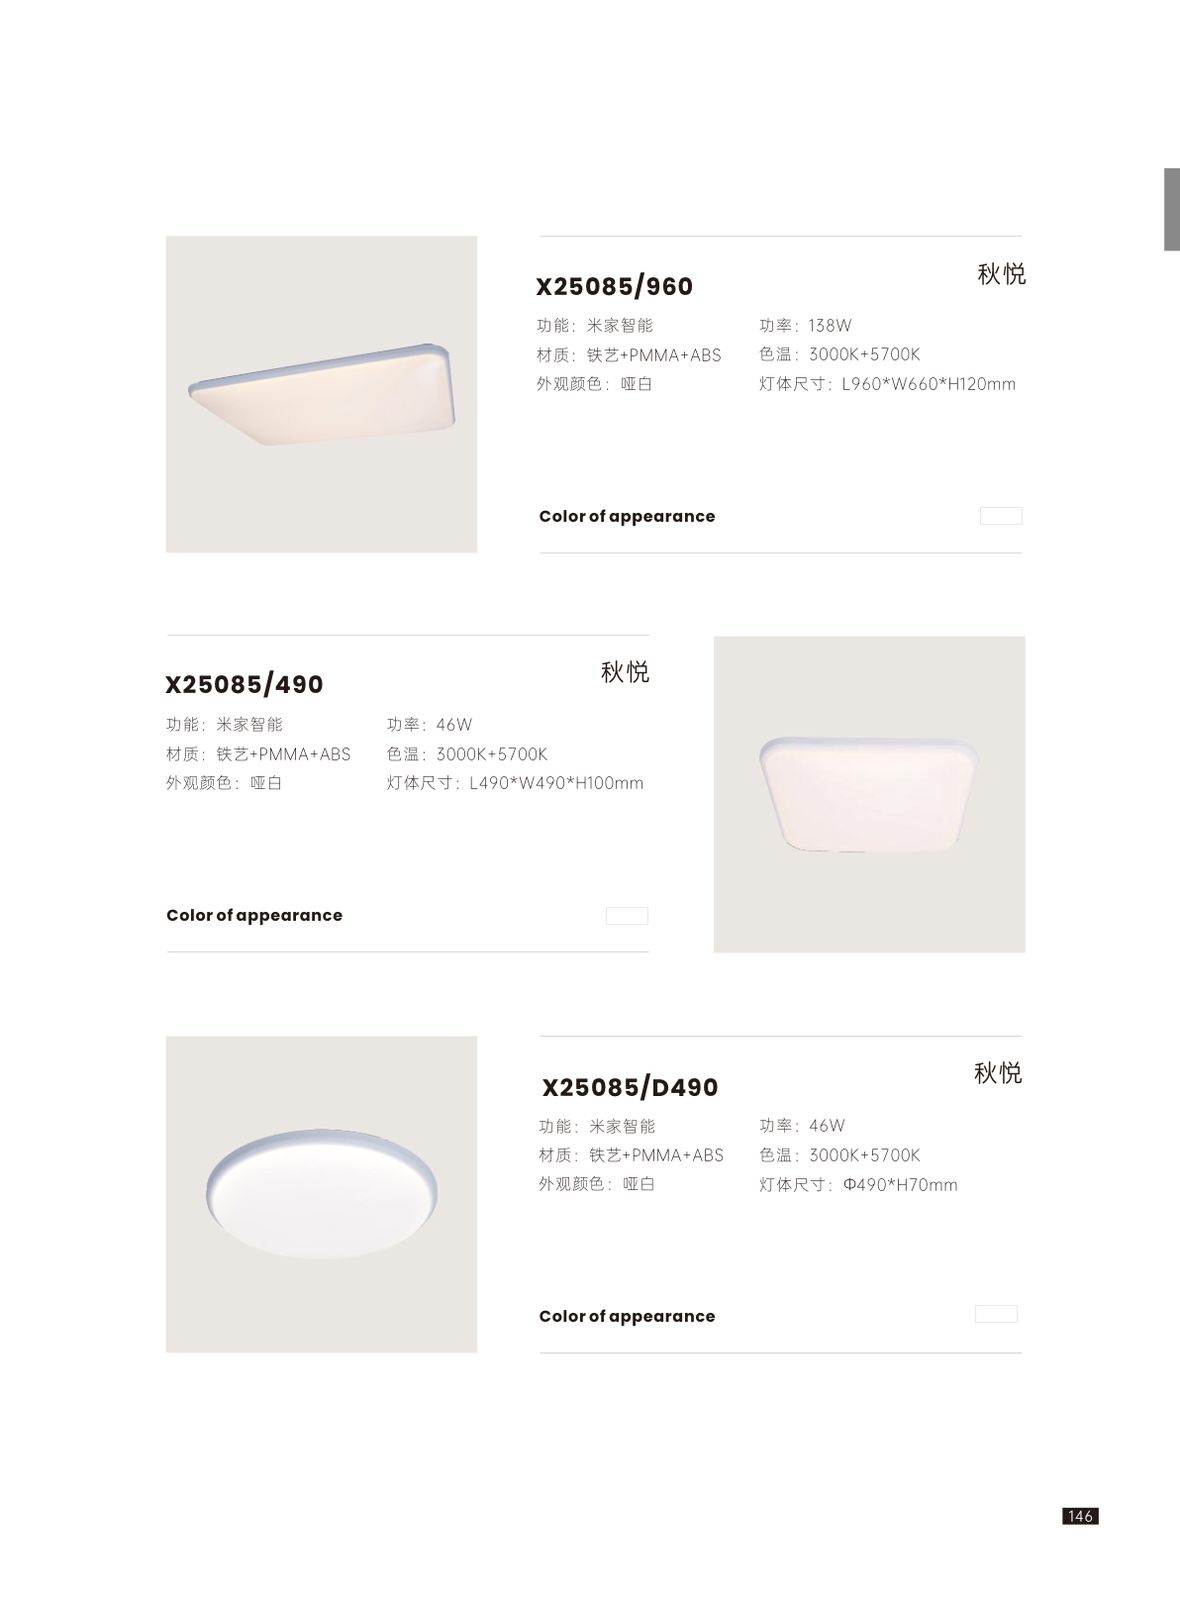 X25085/960
秋悦
功能：米家智能
功率：138W
材质：铁艺+PMMA+ABS
色温：3000K+5700K
外观颜色：哑白
灯体尺寸：L960*W660*H120mm
Color of appearance
X25085/490
秋悦
功能：米家智能
功率：46W
材质：铁艺+PMMA+ABS
色温：3000K+5700K
外观颜色：哑白
灯体尺寸：L490*W490*H100mm
Color of appearance
X25085/D490
秋悦
功能：米家智能
功率：46W
材质：铁艺+PMMA+ABS
色温：3000K+5700K
外观颜色：哑白
灯体尺寸：Φ490*H70mm
Color of appearance
146